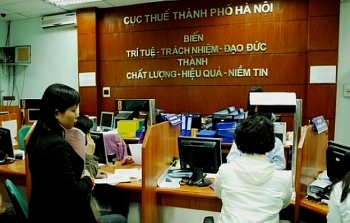 CỤC THUẾ THÀNH PHỐ HÀ NỘI
BIẾN
TRÍ TUỆ - TRÁCH NHIỆM - ĐẠO ĐỨC
THÀNH
CHẤT LƯỢNG - HIỆU QUẢ - NIỀM TIN